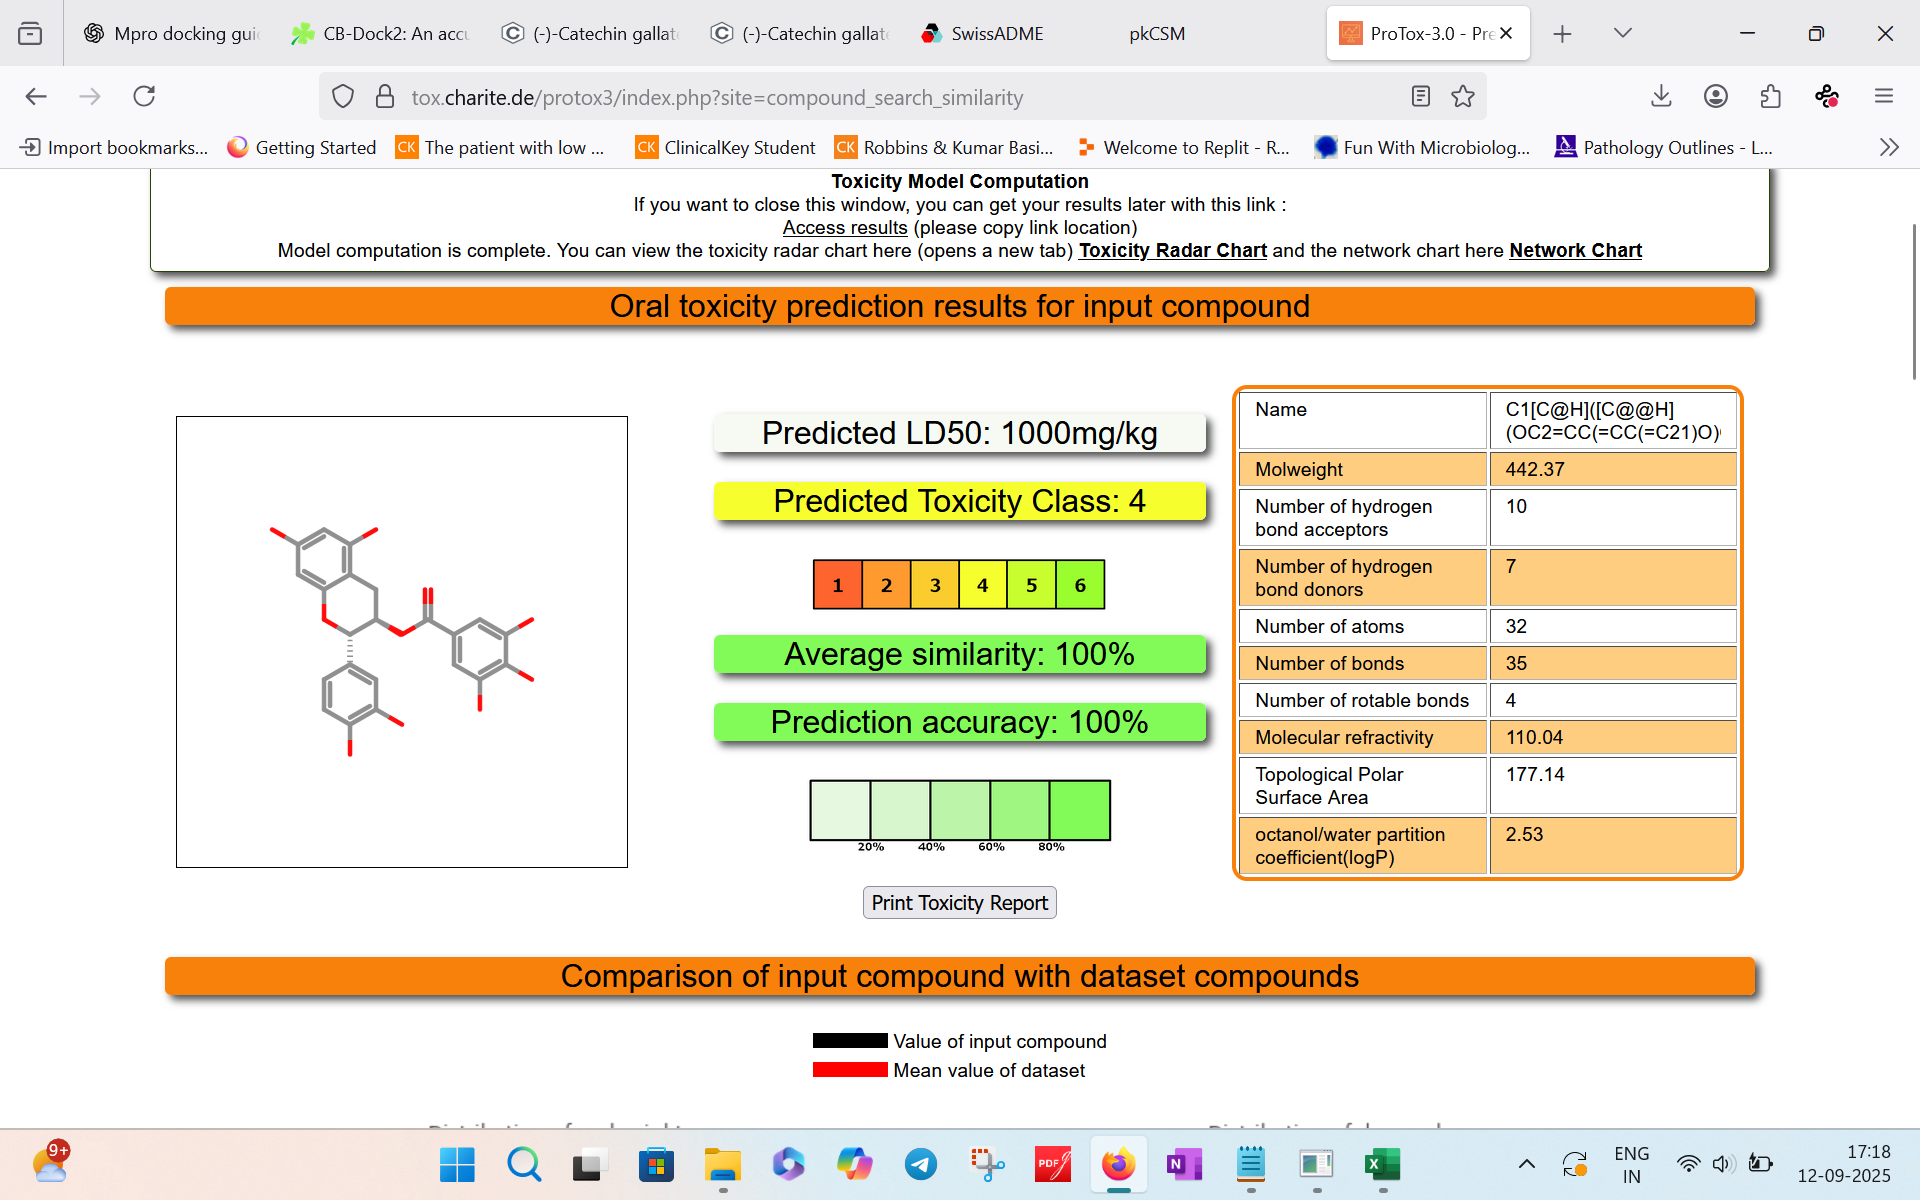 Mpro docking gui
CB-Dock2: An accu
(-)-Catechin gallat
(-)-Catechin gallat
SwissADME
pkCSM
ProTox-3.0 - Pre
tox.charite.de/protox3/index.php?site=compound_search_similarity
Import bookmarks...
Getting Started
CK The patient with low ...
CK ClinicalKey Student
CK Robbins & Kumar Basi...
Welcome to Replit - R...
Fun With Microbiolog...
Pathology Outlines - L...
Toxicity Model Computation
If you want to close this window, you can get your results later with this link :
Access results (please copy link location)
Model computation is complete. You can view the toxicity radar chart here (opens a new tab) Toxicity Radar Chart and the network chart here Network Chart
Oral toxicity prediction results for input compound
Predicted LD50: 1000mg/kg
Predicted Toxicity Class: 4
1 2 3 4 5 6
Average similarity: 100%
Prediction accuracy: 100%
20% 40% 60% 80%
Print Toxicity Report
Name C1[C@H]([C@@H]
(OC2=CC(=CC(=C21)O)
Molweight 442.37
Number of hydrogen 10
bond acceptors
Number of hydrogen 7
bond donors
Number of atoms 32
Number of bonds 35
Number of rotable bonds 4
Molecular refractivity 110.04
Topological Polar 177.14
Surface Area
octanol/water partition 2.53
coefficient(logP)
Comparison of input compound with dataset compounds
Value of input compound
Mean value of dataset
9+
PDF
N
X
ENG
IN
17:18
12-09-2025